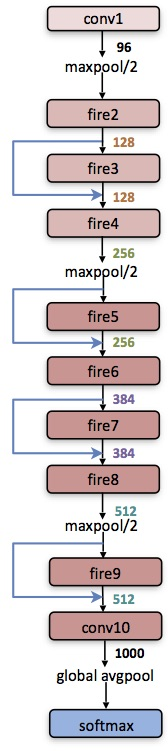 conv1
96
maxpool/2
fire2
128
fire3
128
fire4
256
maxpool/2
fire5
256
fire6
384
fire7
384
fire8
512
maxpool/2
fire9
512
conv10
1000
global avgpool
softmax